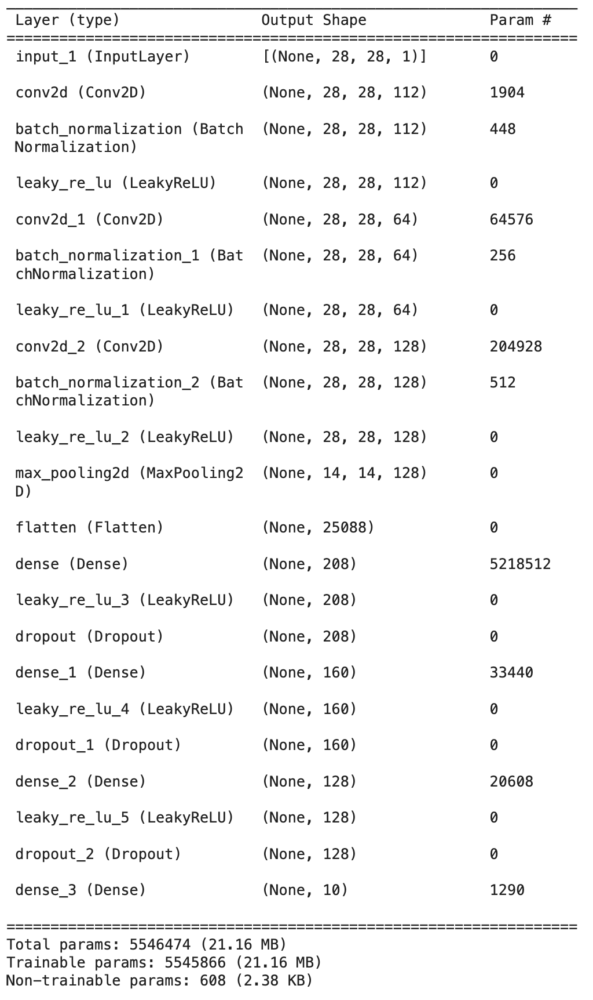 Layer (type) Output Shape Param #
=================================================================
input_1 (InputLayer) [(None, 28, 28, 1)] 0
conv2d (Conv2D) (None, 28, 28, 112) 1904
batch_normalization (Batch (None, 28, 28, 112) 448
Normalization)
leaky_re_lu (LeakyReLU) (None, 28, 28, 112) 0
conv2d_1 (Conv2D) (None, 28, 28, 64) 64576
batch_normalization_1 (Bat (None, 28, 28, 64) 256
chNormalization)
leaky_re_lu_1 (LeakyReLU) (None, 28, 28, 64) 0
conv2d_2 (Conv2D) (None, 28, 28, 128) 204928
batch_normalization_2 (Bat (None, 28, 28, 128) 512
chNormalization)
leaky_re_lu_2 (LeakyReLU) (None, 28, 28, 128) 0
max_pooling2d (MaxPooling2 (None, 14, 14, 128) 0
D)
flatten (Flatten) (None, 25088) 0
dense (Dense) (None, 208) 5218512
leaky_re_lu_3 (LeakyReLU) (None, 208) 0
dropout (Dropout) (None, 208) 0
dense_1 (Dense) (None, 160) 33440
leaky_re_lu_4 (LeakyReLU) (None, 160) 0
dropout_1 (Dropout) (None, 160) 0
dense_2 (Dense) (None, 128) 20608
leaky_re_lu_5 (LeakyReLU) (None, 128) 0
dropout_2 (Dropout) (None, 128) 0
dense_3 (Dense) (None, 10) 1290
=================================================================
Total params: 5546474 (21.16 MB)
Trainable params: 5545866 (21.16 MB)
Non-trainable params: 608 (2.38 KB)